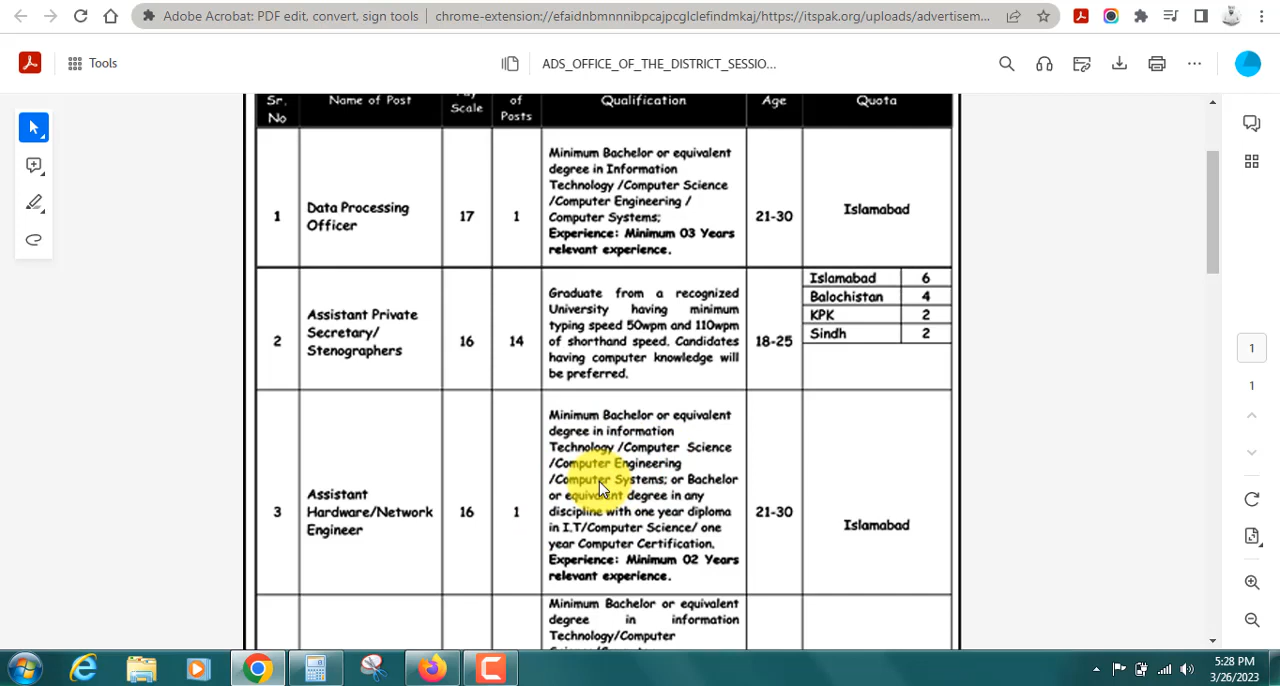 Adobe Acrobat: PDF edit, convert, sign tools
chrome-extension://efaidnbmnnnibpcajpcglclefindmkaj/https://itspak.org/uploads/advertisem...
Tools
ADS_OFFICE_OF_THE_DISTRICT_SESSIO...
Sr. No
Name of Post
Scale
of Posts
Qualification
Age
Quota
1
Data Processing
Officer
17
1
Minimum Bachelor or equivalent
degree in Information
Technology /Computer Science
/Computer Engineering /
Computer Systems;
Experience: Minimum 03 Years
relevant experience.
21-30
Islamabad
2
Assistant Private
Secretary/
Stenographers
16
14
Graduate from a recognized
University having minimum
typing speed 50wpm and 110wpm
of shorthand speed. Candidates
having computer knowledge will
be preferred.
18-25
Islamabad 6
Balochistan 4
KPK 2
Sindh 2
3
Assistant
Hardware/Network
Engineer
16
1
Minimum Bachelor or equivalent
degree in information
Technology /Computer Science
/Computer Engineering
/Computer Systems; or Bachelor
or equivalent degree in any
discipline with one year diploma
in I.T/Computer Science/ one
year Computer Certification.
Experience: Minimum 02 Years
relevant experience.
21-30
Islamabad
Minimum Bachelor or equivalent
degree in information
Technology/Computer
1
1
5:28 PM
3/26/2023